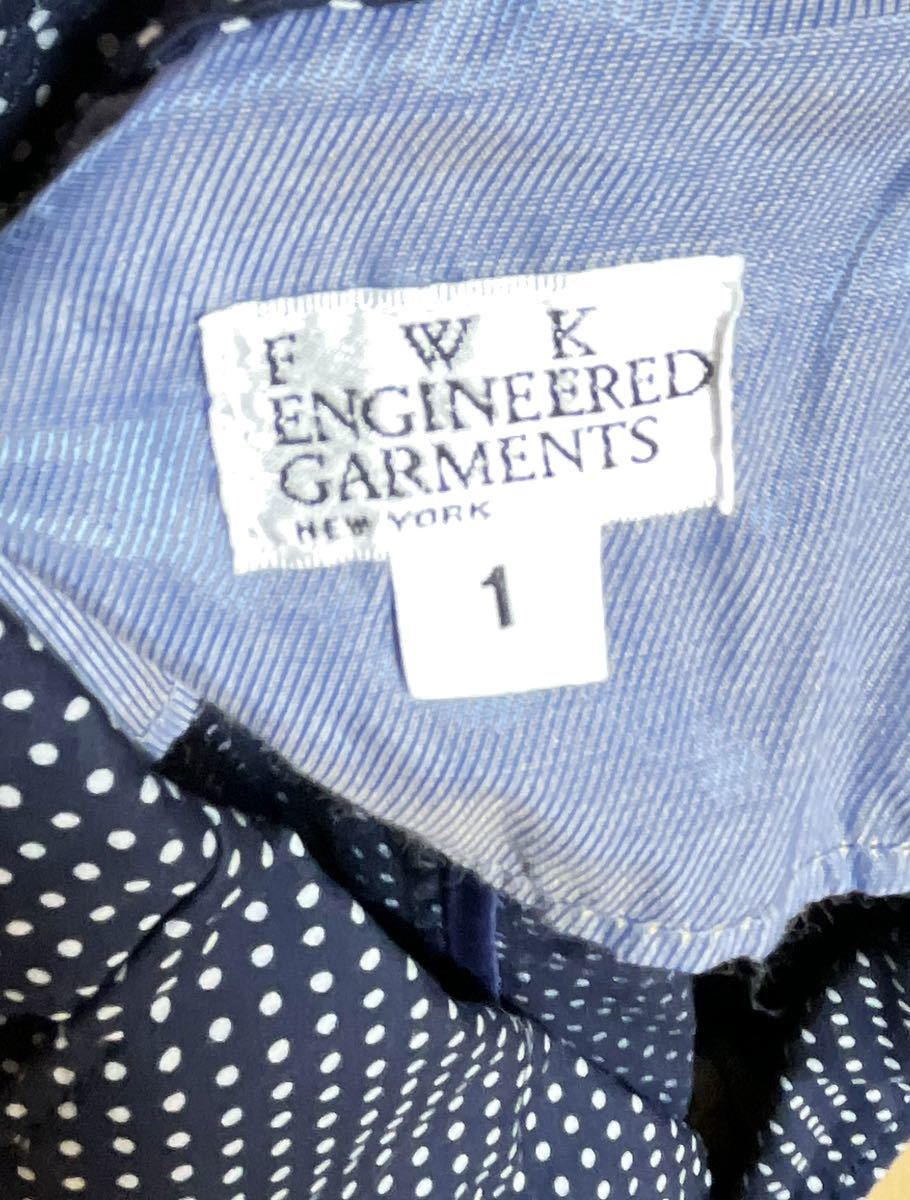 F W K
ENGINEERED
GARMENTS
NEW YORK
1